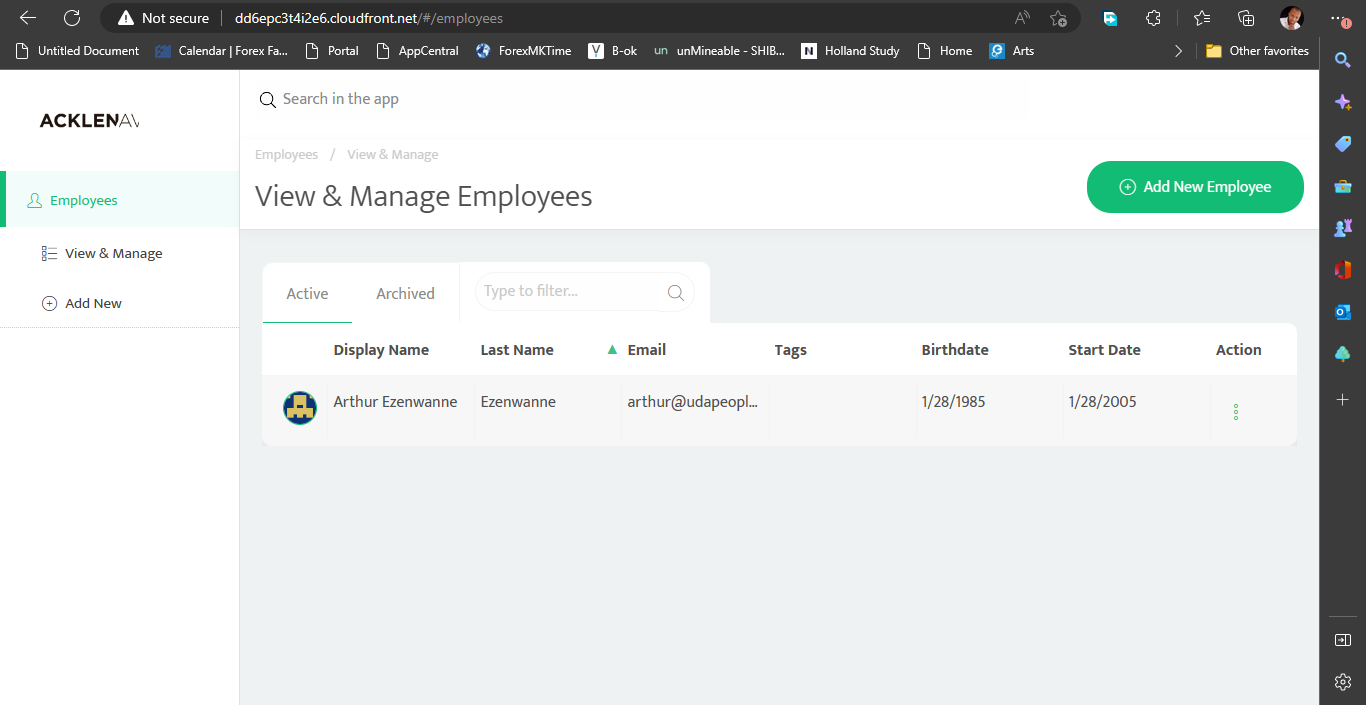 Not secure
dd6epc3t4i2e6.cloudfront.net/#/employees
Untitled Document
Calendar | Forex Fa...
Portal
AppCentral
ForexMKTime
B-ok
unMineable - SHIB...
Holland Study
Home
Arts
Other favorites
ACKLENAV
Search in the app
Employees / View & Manage
View & Manage Employees
Add New Employee
Employees
View & Manage
Add New
Active
Archived
Type to filter...
Display Name Last Name Email Tags Birthdate Start Date Action
Arthur Ezenwanne Ezenwanne arthur@udapeopl... 1/28/1985 1/28/2005